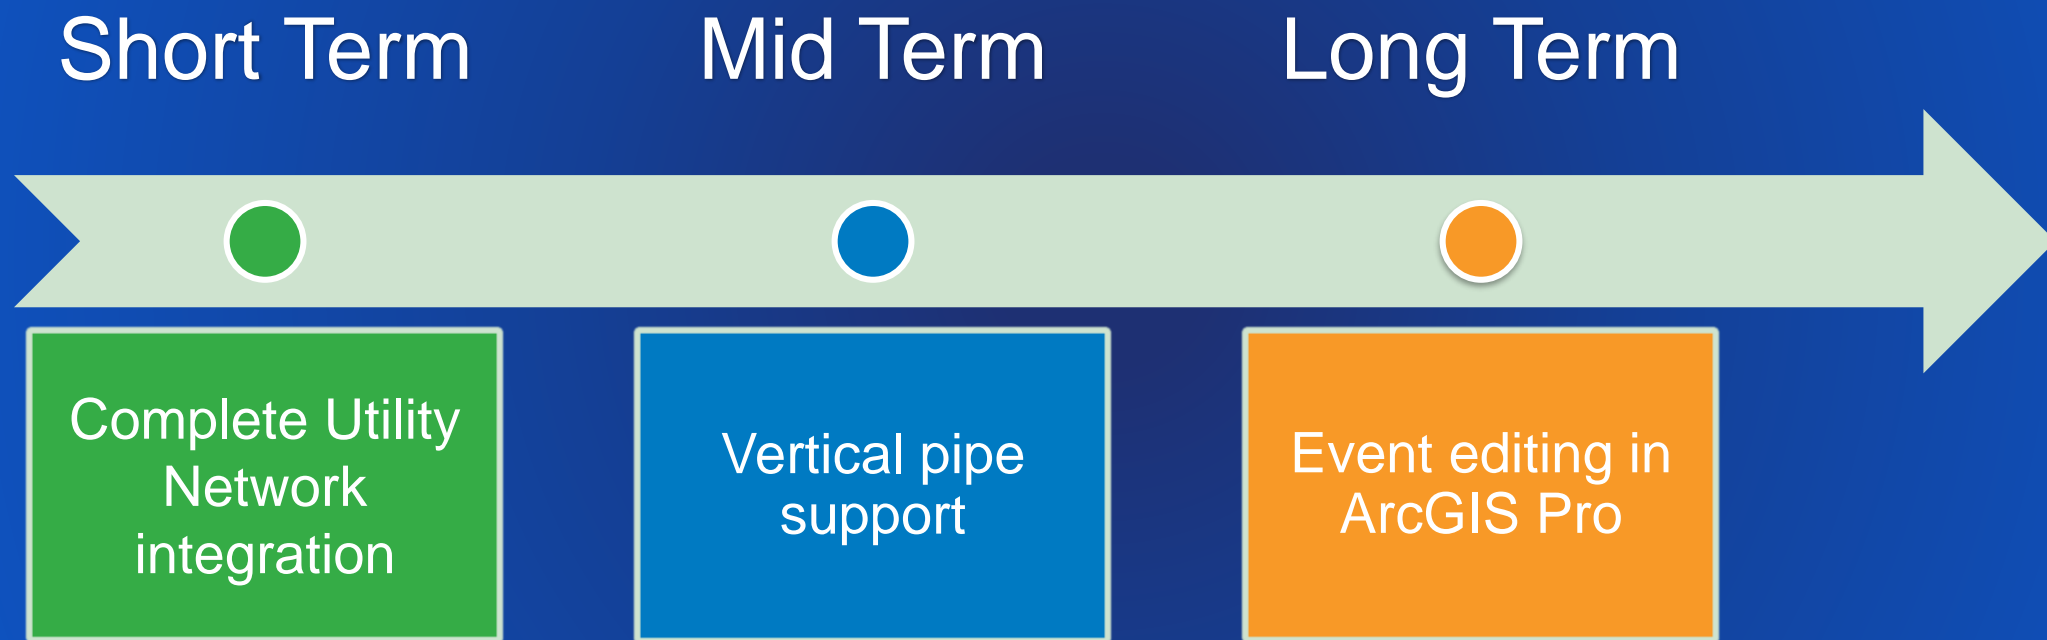 Short Term
Mid Term
Long Term
Complete Utility
Network
integration
Vertical pipe
support
Event editing in
ArcGIS Pro